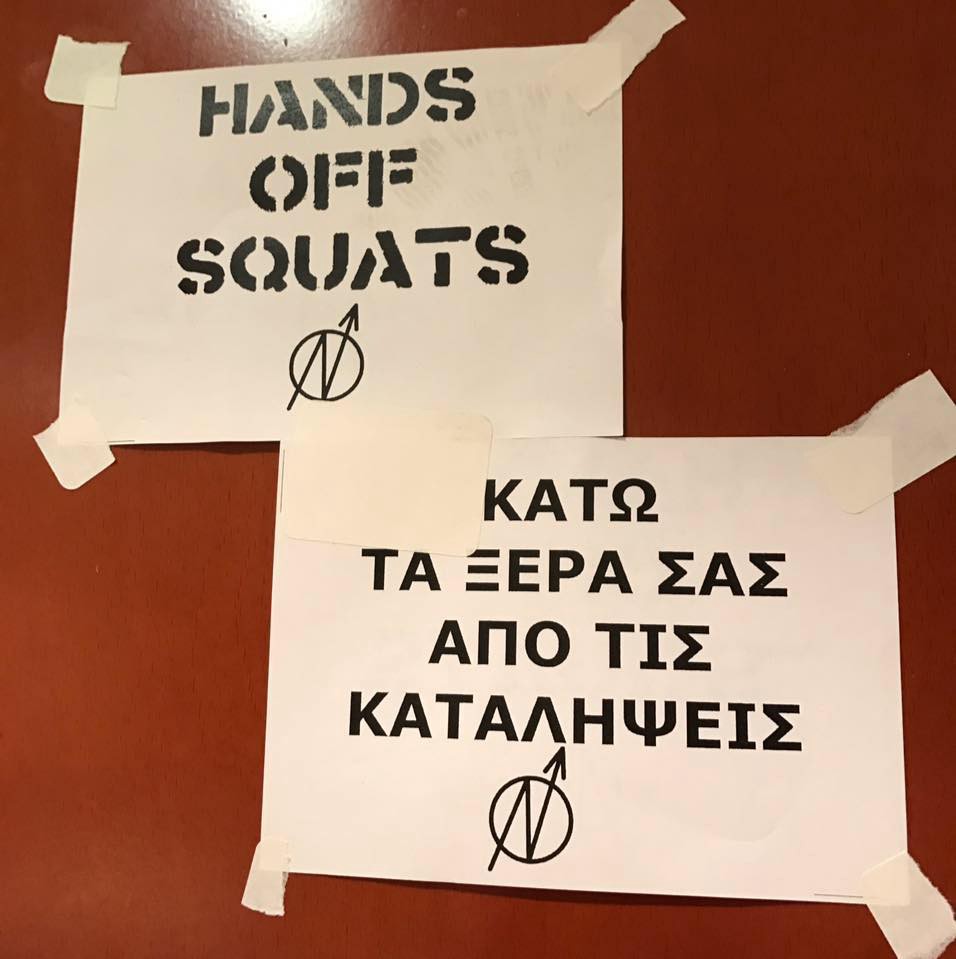 HANDS
OFF
SQUATS
ΚΑΤΩ
ΤΑ ΞΕΡΑ ΣΑΣ
ΑΠΟ ΤΙΣ
ΚΑΤΑΛΗΨΕΙΣ